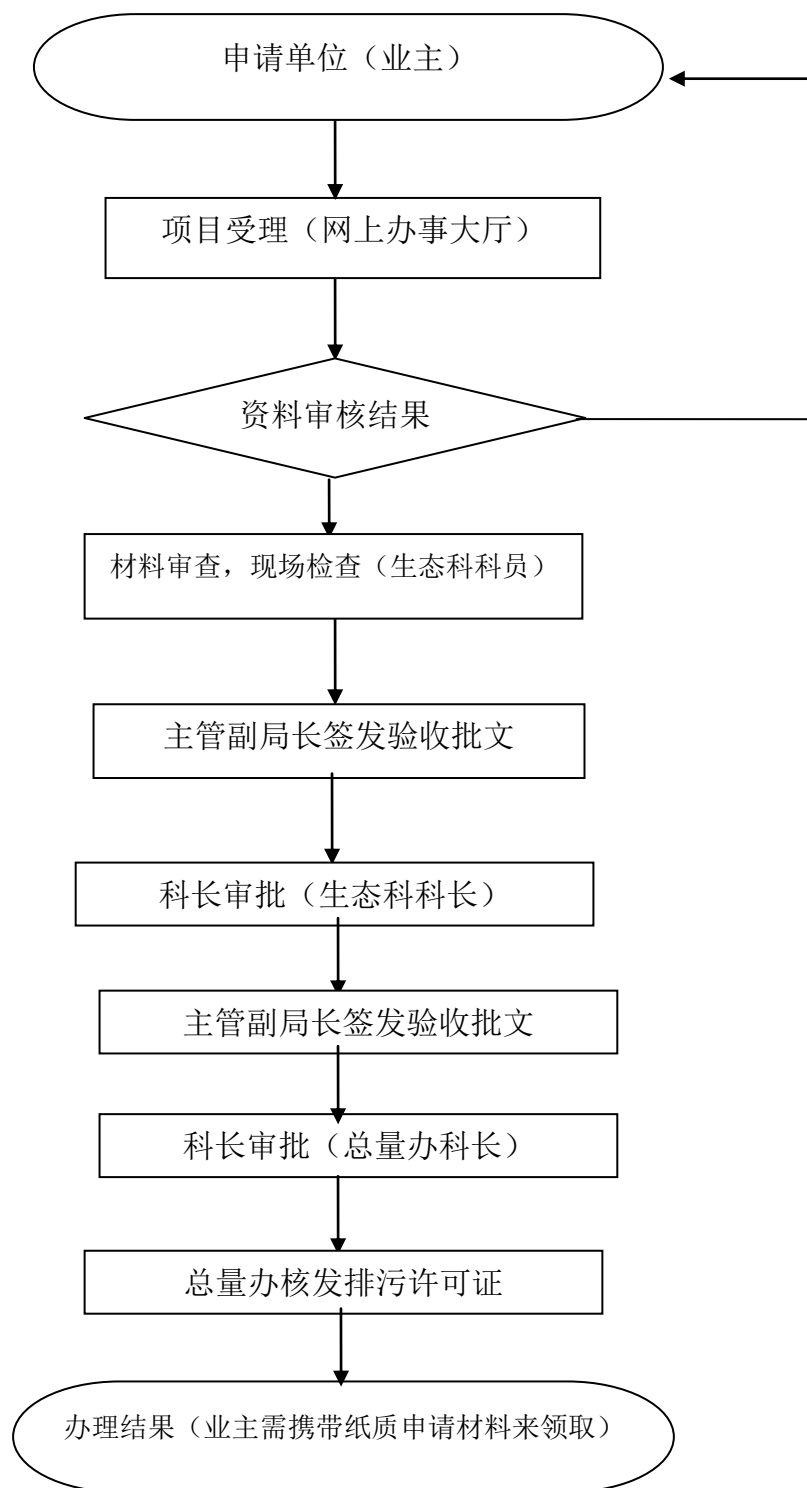 申请单位（业主）
项目受理（网上办事大厅）
资料审核结果
材料审查，现场检查（生态科科员）
主管副局长签发验收批文
科长审批（生态科科长）
主管副局长签发验收批文
科长审批（总量办科长）
总量办核发排污许可证
办理结果（业主需携带纸质申请材料来领取）